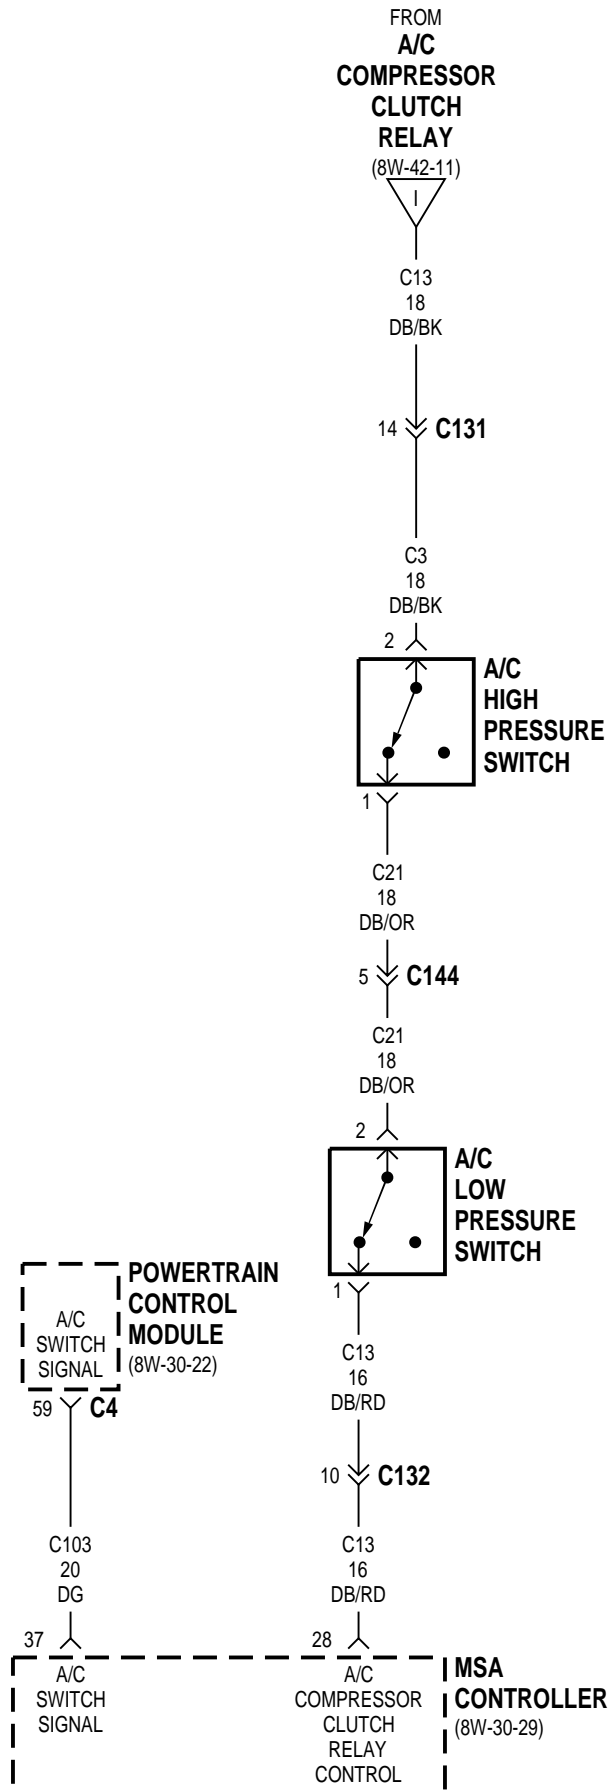 FROM
A/C
COMPRESSOR
CLUTCH
RELAY
(8W-42-11)
I
C13
18
DB/BK
14 C131
C3
18
DB/BK
2
A/C
HIGH
PRESSURE
SWITCH
1
C21
18
DB/OR
5 C144
C21
18
DB/OR
2
A/C
LOW
PRESSURE
SWITCH
1
POWERTRAIN
CONTROL
MODULE
(8W-30-22)
A/C
SWITCH
SIGNAL
59 C4
C13
16
DB/RD
10 C132
C103
20
DG
C13
16
DB/RD
37
28
A/C
SWITCH
SIGNAL
A/C
COMPRESSOR
CLUTCH
RELAY
CONTROL
MSA
CONTROLLER
(8W-30-29)